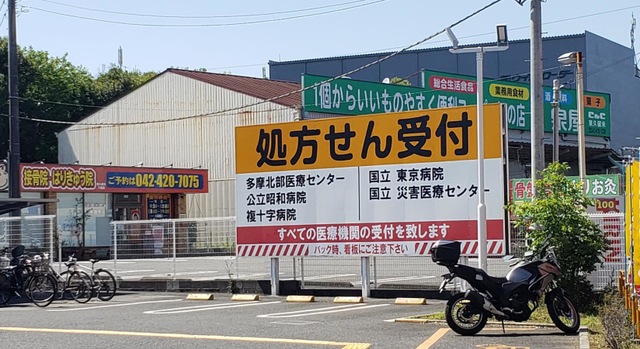 総合生活食品
業務用食材
1個からいいものやすく便利
の店
接骨院 はりきゅう院
ご予約は 042-420-7075
処方せん受付
多摩北部医療センター
公立昭和病院
複十字病院
国立 東京病院
国立 災害医療センター
すべての医療機関の受付を致します
バック時、看板にご注意下さい